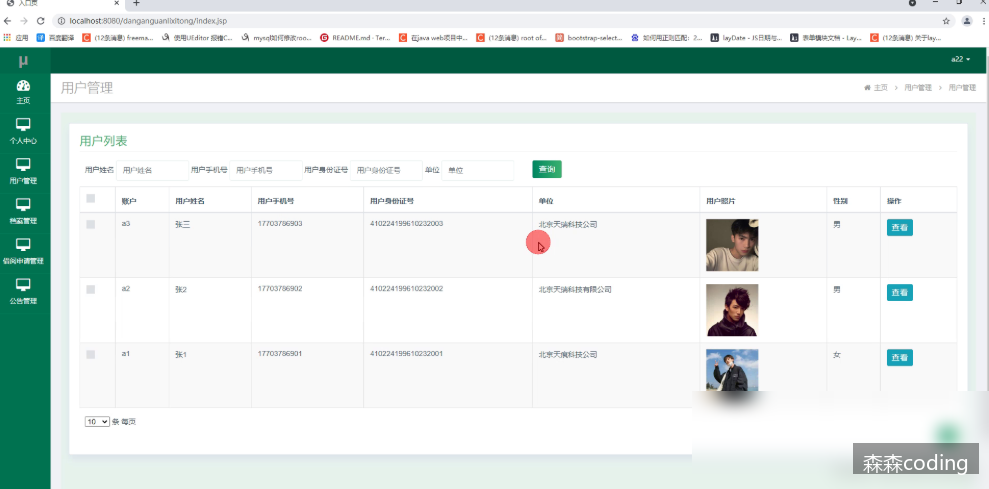 入口页
localhost:8080/danganguanlixitong/index.jsp
应用 百度翻译 (12条消息) freema... 使用UEditor 报错C... mysql如何修改roo... README.md · Ter... 在java web项目中... (12条消息) root of... bootstrap-select... 如何用正则匹配: 2... layDate - JS日期与... 表单模块文档 - Lay... (12条消息) 关于lay...
μ
a22
主页
个人中心
用户管理
档案管理
借阅申请管理
公告管理
用户管理
主页 > 用户管理 > 用户管理
用户列表
用户姓名 用户姓名 用户手机号 用户手机号 用户身份证号 用户身份证号 单位 单位 查询
账户 用户姓名 用户手机号 用户身份证号 单位 用户照片 性别 操作
a3 张三 17703786903 410224199610232003 北京天瑞科技公司 男 查看
a2 张2 17703786902 410224199610232002 北京天瑞科技有限公司 男 查看
a1 张1 17703786901 410224199610232001 女 查看
10 条 每页
森森coding